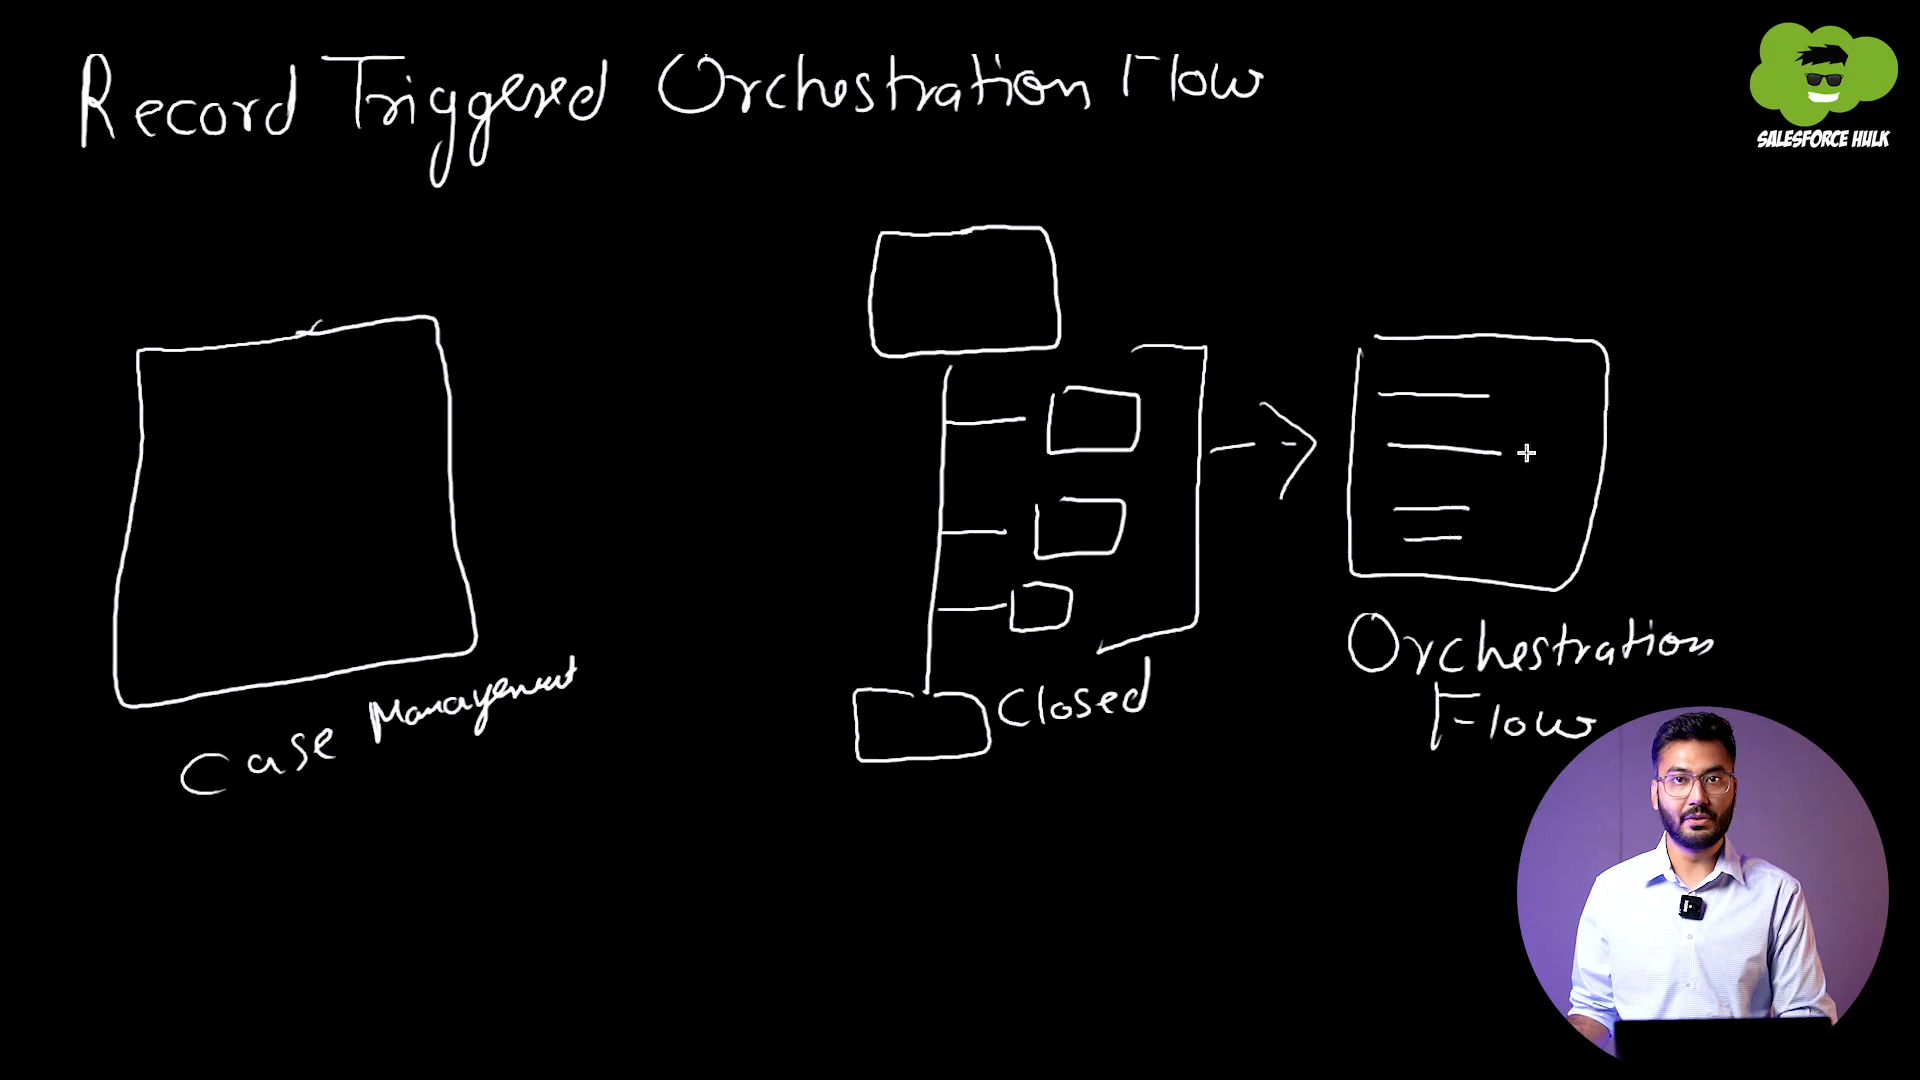 Record Triggered Orchestration Flow
SALESFORCE HULK
Case Management
Closed
Orchestration
Flow